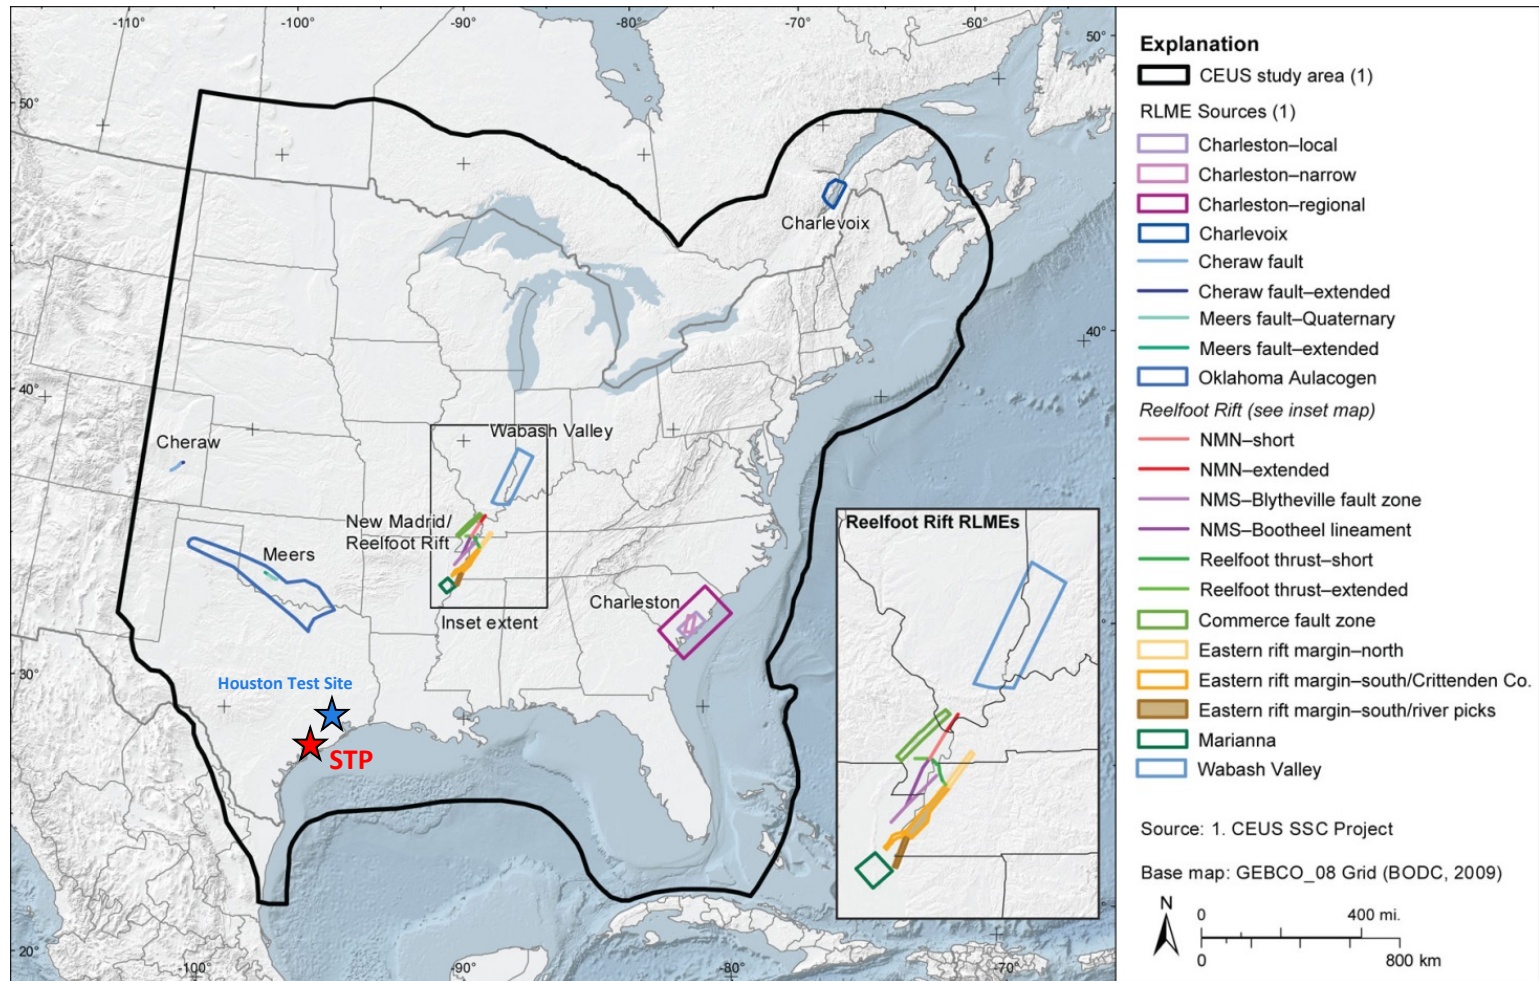 -110°
-100°
-90°
-80°
-70°
-60°
50°
50°
40°
40°
30°
20°
-100°
-90°
-80°
-70°
Charlevoix
Cheraw
Wabash Valley
New Madrid/
Reelfoot Rift
Meers
Inset extent
Charleston
Houston Test Site
STP
Reelfoot Rift RLMEs
Explanation
CEUS study area (1)
RLME Sources (1)
Charleston–local
Charleston–narrow
Charleston–regional
Charlevoix
Cheraw fault
Cheraw fault–extended
Meers fault–Quaternary
Meers fault–extended
Oklahoma Aulacogen
Reelfoot Rift (see inset map)
NMN–short
NMN–extended
NMS–Blytheville fault zone
NMS–Bootheel lineament
Reelfoot thrust–short
Reelfoot thrust–extended
Commerce fault zone
Eastern rift margin–north
Eastern rift margin–south/Crittenden Co.
Eastern rift margin–south/river picks
Marianna
Wabash Valley
Source: 1. CEUS SSC Project
Base map: GEBCO_08 Grid (BODC, 2009)
N
0 400 mi.
0 800 km